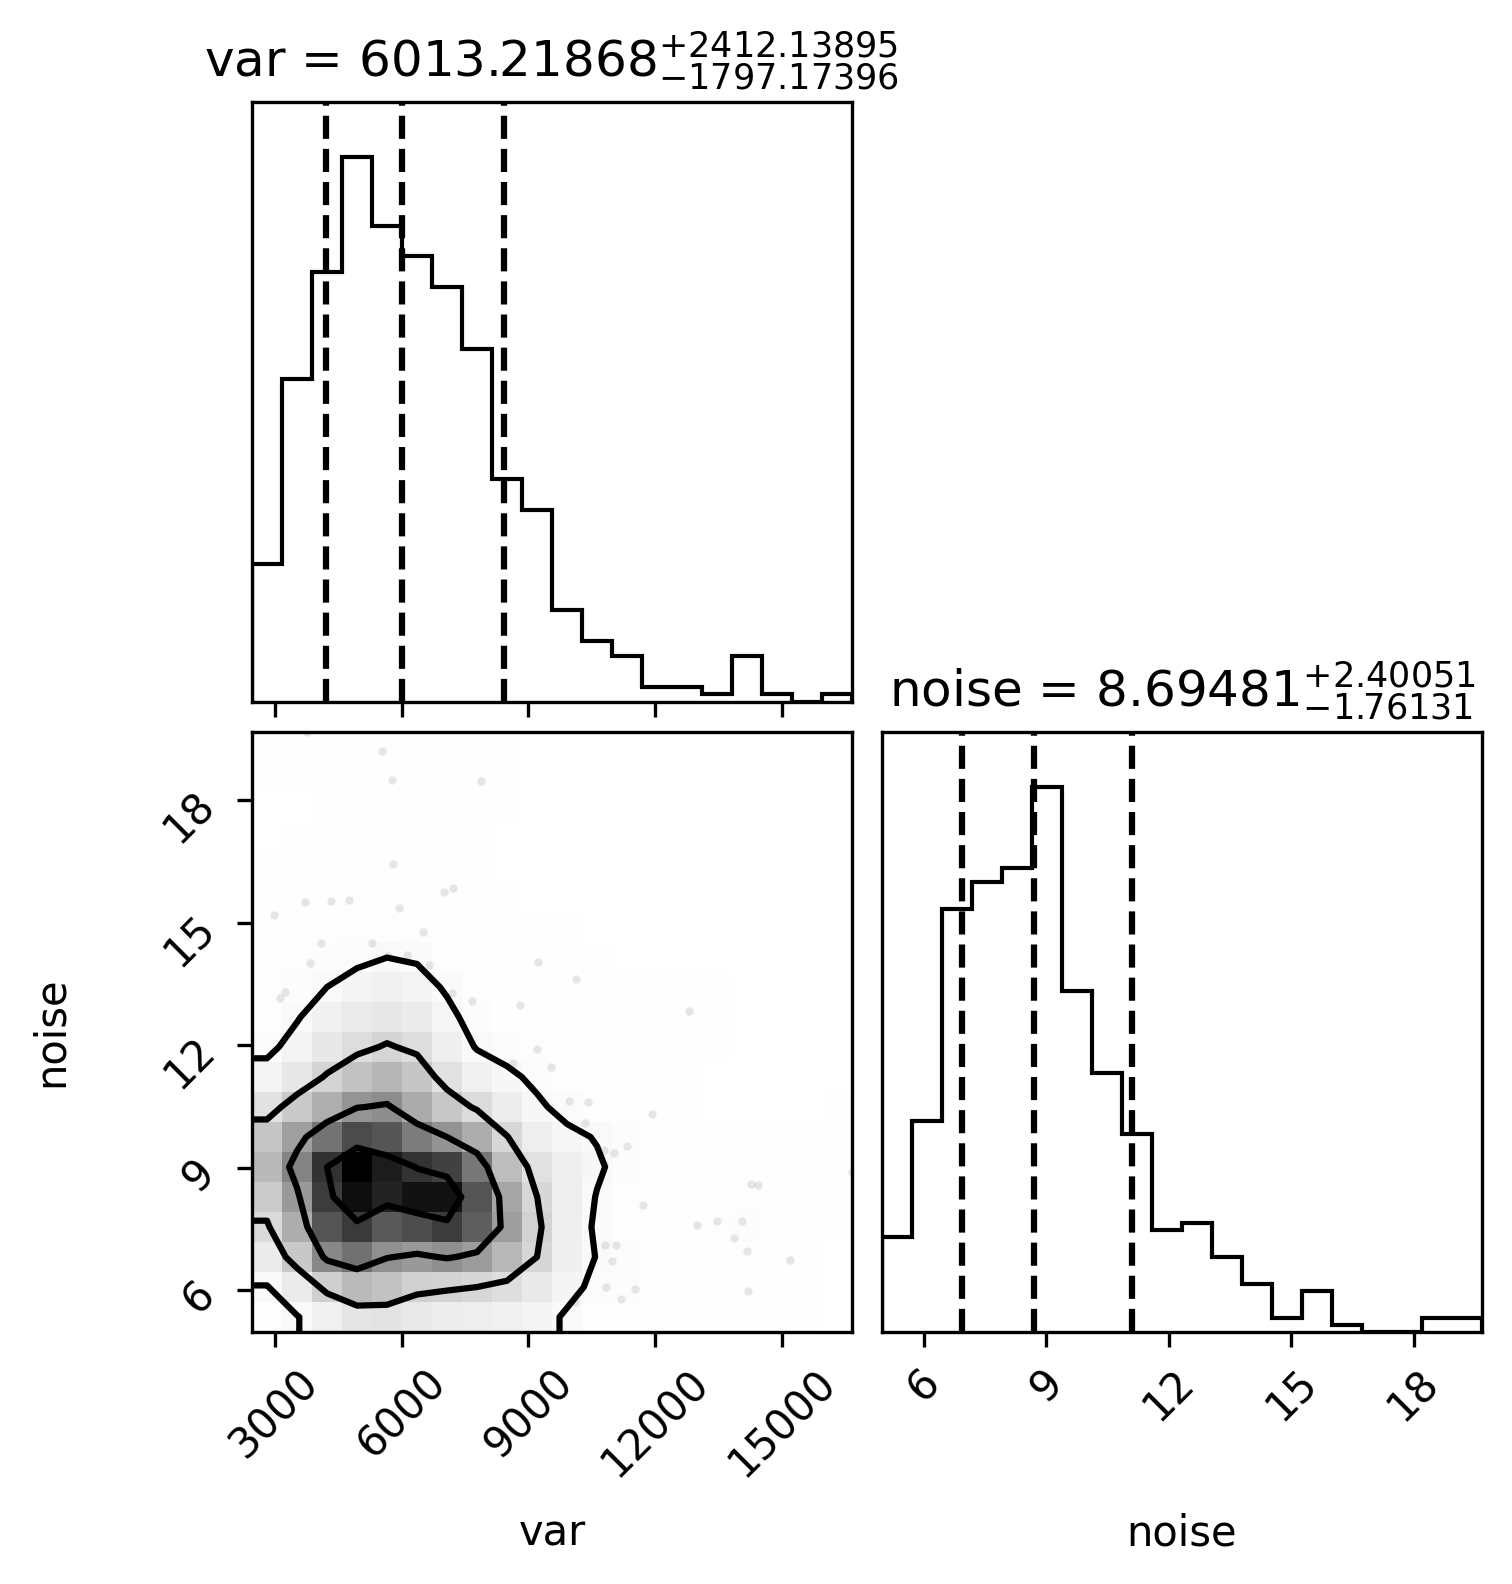 var = 6013.21868+2412.13895−1797.17396
noise = 8.69481+2.40051−1.76131
18
15
12
9
6
noise
3000 6000 9000 12000 15000
6 9 12 15 18
var
noise